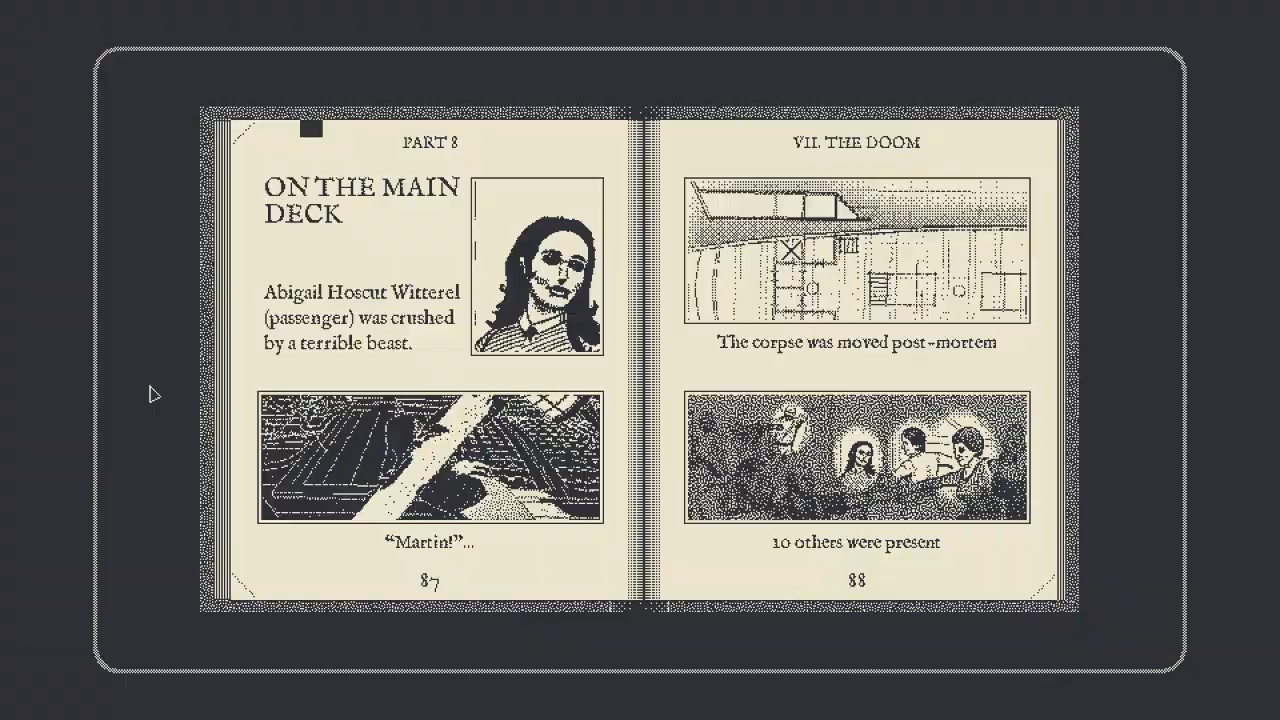 PART 8
ON THE MAIN
DECK
Abigail Hoscut Witterel
(passenger) was crushed
by a terrible beast.
“Martin!”...
87
VII. THE DOOM
The corpse was moved post-mortem
10 others were present
88